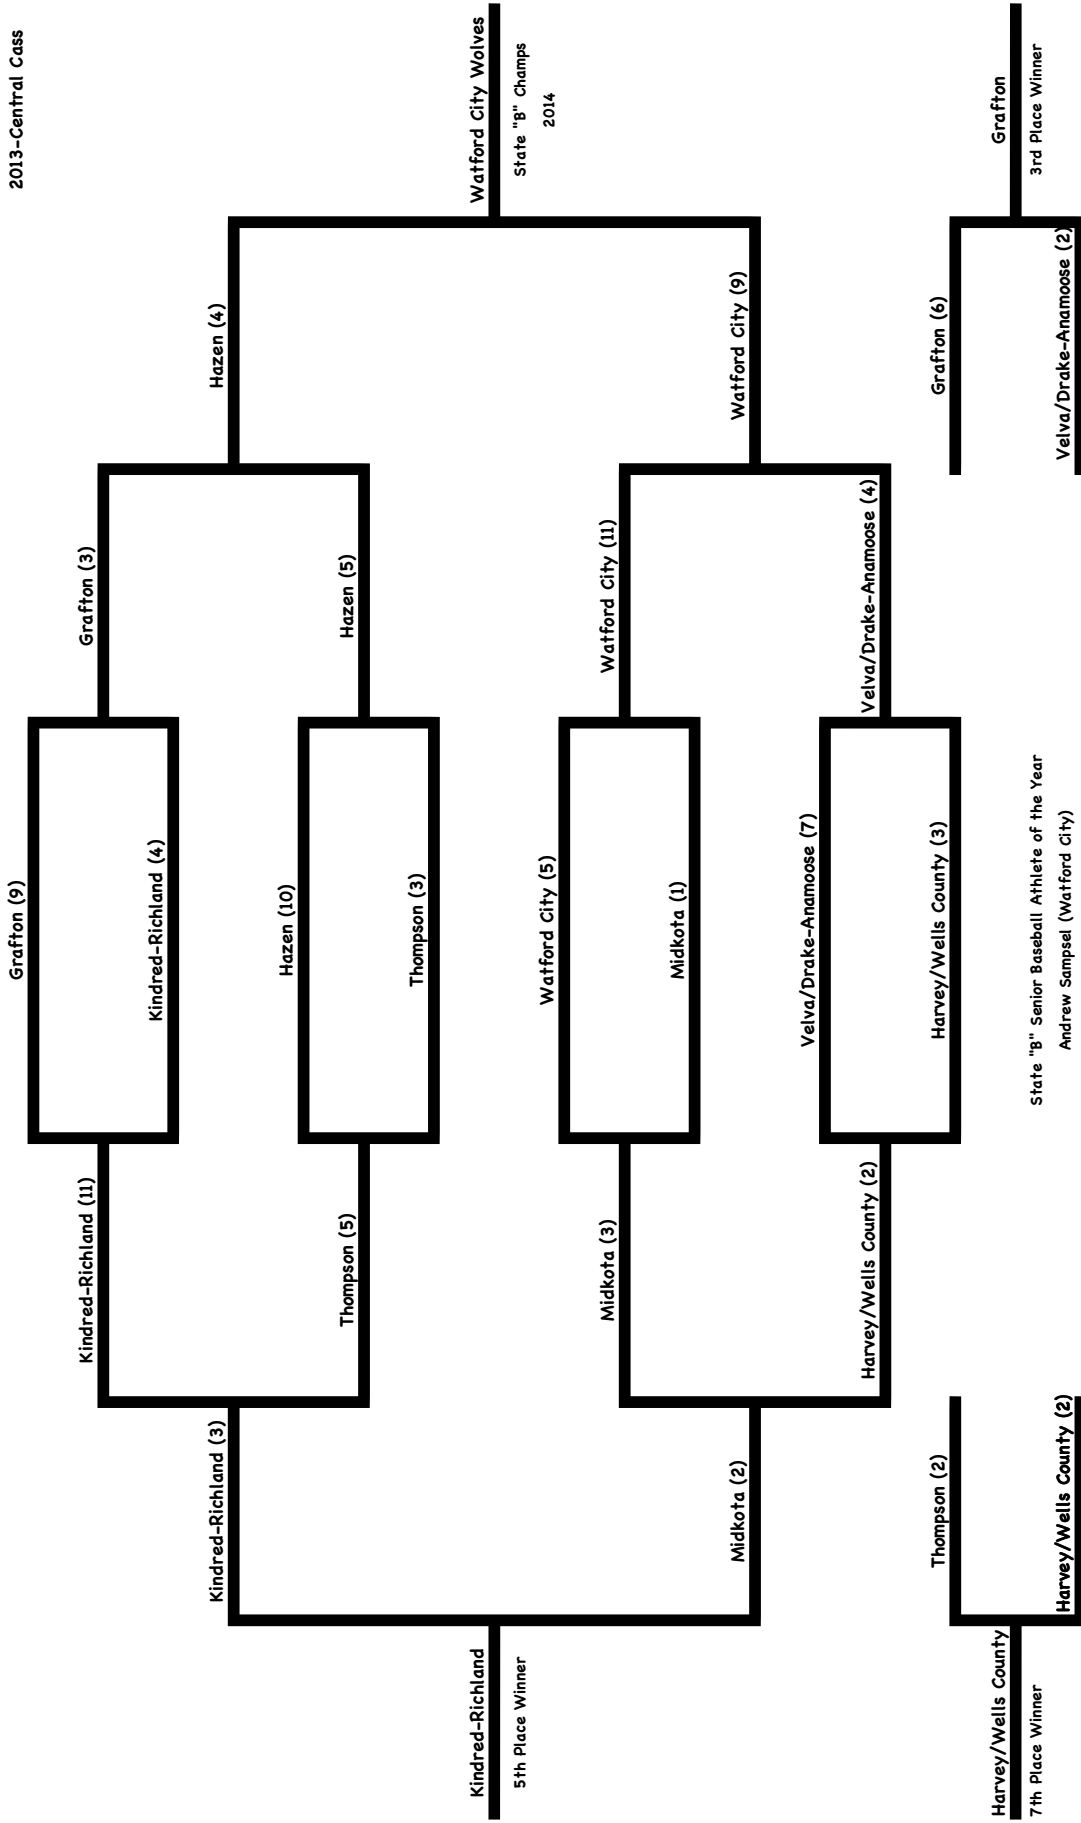 Grafton (9)
2013-Central Cass
Kindred-Richland (11)
Grafton (3)
Kindred-Richland (4)
Kindred-Richland (3)
Hazen (4)
Hazen (10)
Thompson (5)
Hazen (5)
Thompson (3)
Kindred-Richland
Watford City Wolves
5th Place Winner
State "B" Champs
2014
Watford City (5)
Midkota (3)
Watford City (11)
Midkota (1)
Midkota (2)
Watford City (9)
Velva/Drake-Anamoose (7)
Harvey/Wells County (2)
Velva/Drake-Anamoose (4)
Thompson (2)
Harvey/Wells County (3)
Grafton (6)
Harvey/Wells County
Grafton
7th Place Winner
State "B" Senior Baseball Athlete of the Year
3rd Place Winner
Harvey/Wells County (2)
Andrew Sampsel (Watford City)
Velva/Drake-Anamoose (2)